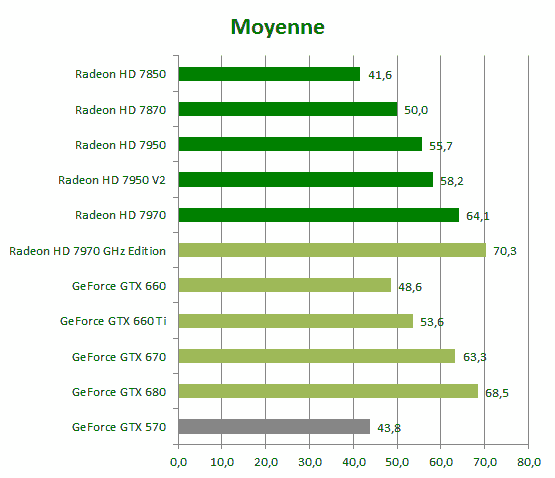 Moyenne
Radeon HD 7850 41,6
Radeon HD 7870 50,0
Radeon HD 7950 55,7
Radeon HD 7950 V2 58,2
Radeon HD 7970 64,1
Radeon HD 7970 GHz Edition 70,3
GeForce GTX 660 48,6
GeForce GTX 660 Ti 53,6
GeForce GTX 670 63,3
GeForce GTX 680 68,5
GeForce GTX 570 43,8
0,0 10,0 20,0 30,0 40,0 50,0 60,0 70,0 80,0